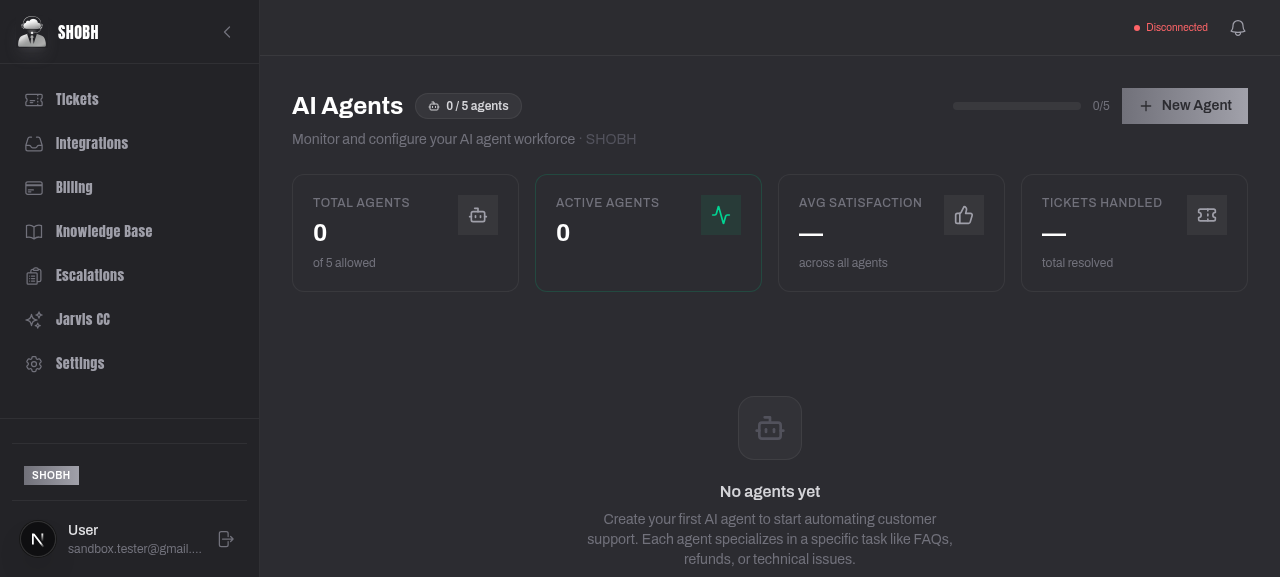 SHOBH
Disconnected
Tickets
Integrations
Billing
Knowledge Base
Escalations
Jarvis CC
Settings
SHOBH
N
User
sandbox.tester@gmail....
AI Agents
0 / 5 agents
0/5
New Agent
Monitor and configure your AI agent workforce · SHOBH
TOTAL AGENTS
0
of 5 allowed
ACTIVE AGENTS
0
AVG SATISFACTION
—
across all agents
TICKETS HANDLED
—
total resolved
No agents yet
Create your first AI agent to start automating customer
support. Each agent specializes in a specific task like FAQs,
refunds, or technical issues.